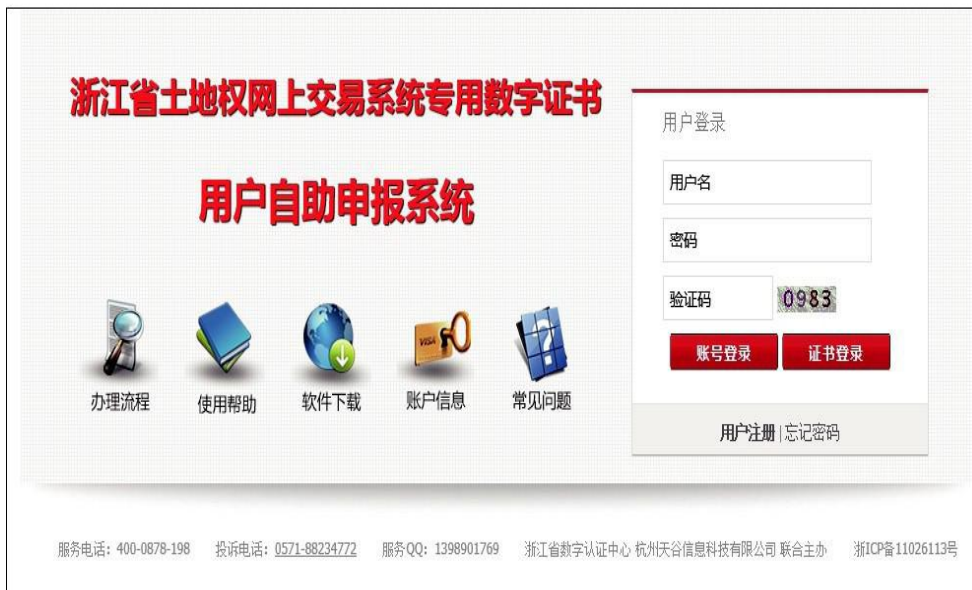 浙江省土地权网上交易系统专用数字证书
用户自助申报系统
办理流程
使用帮助
软件下载
VISA
账户信息
?
常见问题
用户登录
用户名
密码
验证码 0983
账号登录 证书登录
用户注册 | 忘记密码
服务电话：400-0878-198 投诉电话：0571-88234772 服务QQ：1398901769 浙江省数字认证中心 杭州天谷信息科技有限公司 联合主办 浙ICP备11026113号